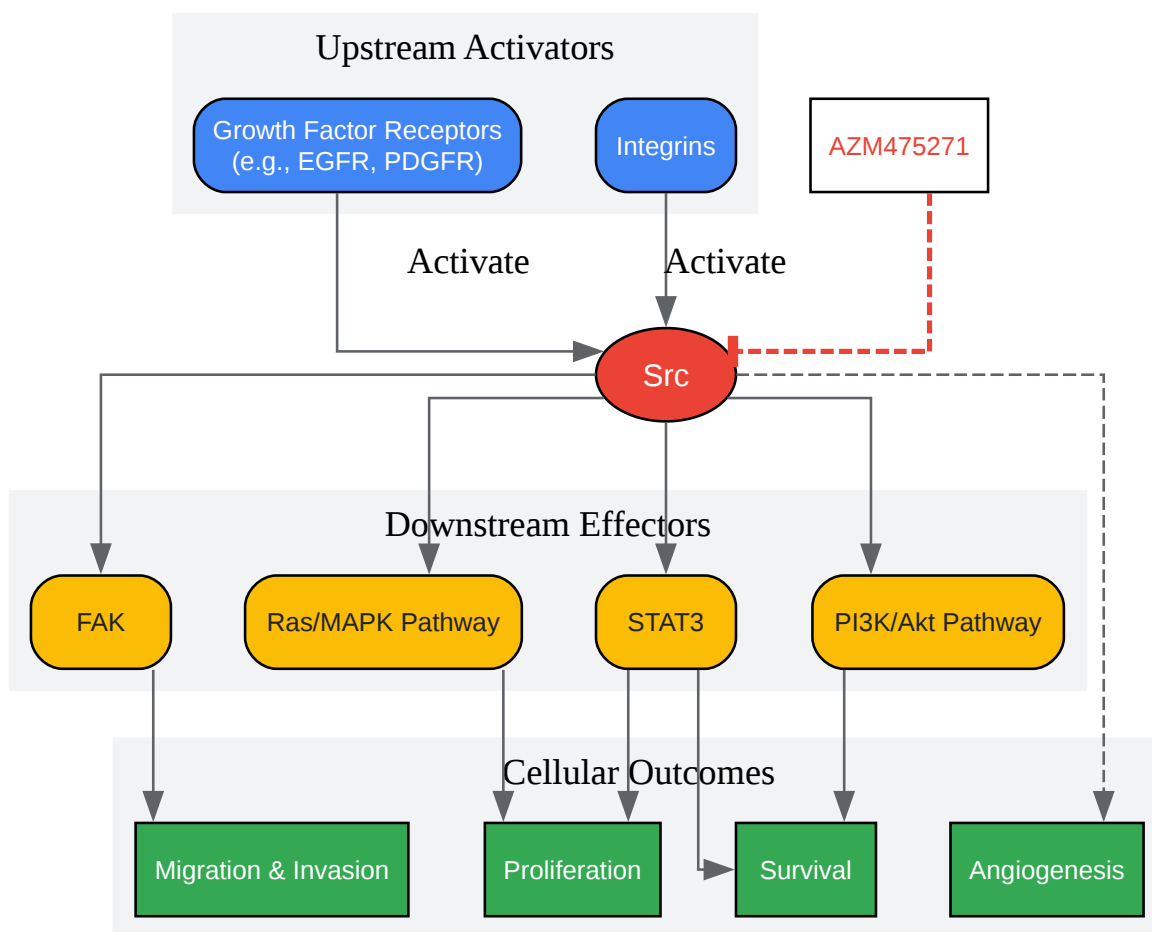 Upstream Activators
Growth Factor Receptors
(e.g., EGFR, PDGFR)
Integrins
AZM475271
Activate
Activate
Src
Downstream Effectors
FAK
Ras/MAPK Pathway
STAT3
PI3K/Akt Pathway
Cellular Outcomes
Migration & Invasion
Proliferation
Survival
Angiogenesis